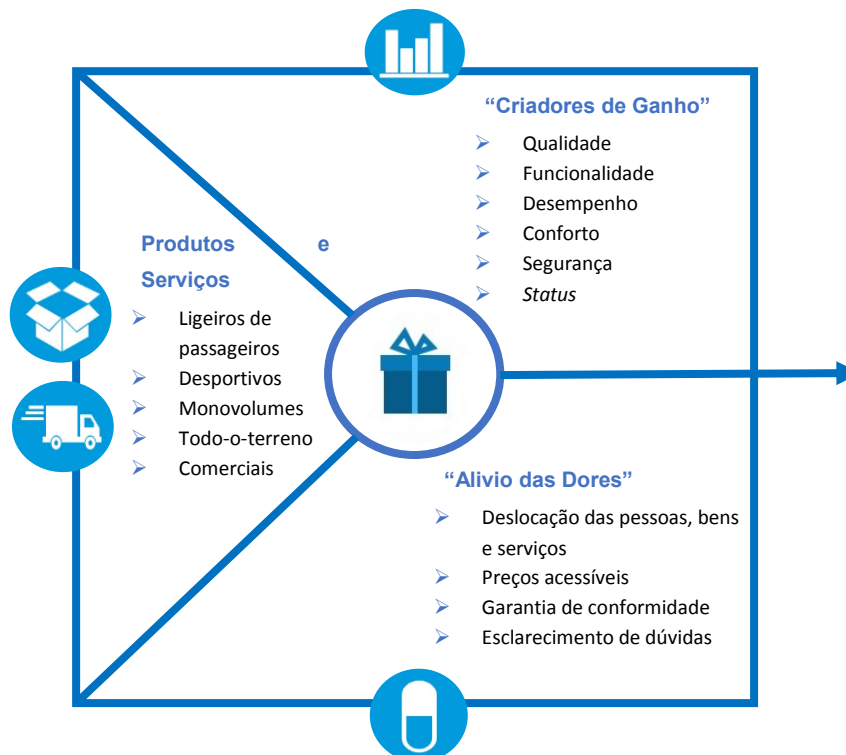 “Criadores de Ganho”
Qualidade
Funcionalidade
Desempenho
Conforto
Segurança
Status
Produtos e
Serviços
Ligeiros de
passageiros
Desportivos
Monovolumes
Todo-o-terreno
Comerciais
“Alivio das Dores”
Deslocação das pessoas, bens
e serviços
Preços acessíveis
Garantia de conformidade
Esclarecimento de dúvidas